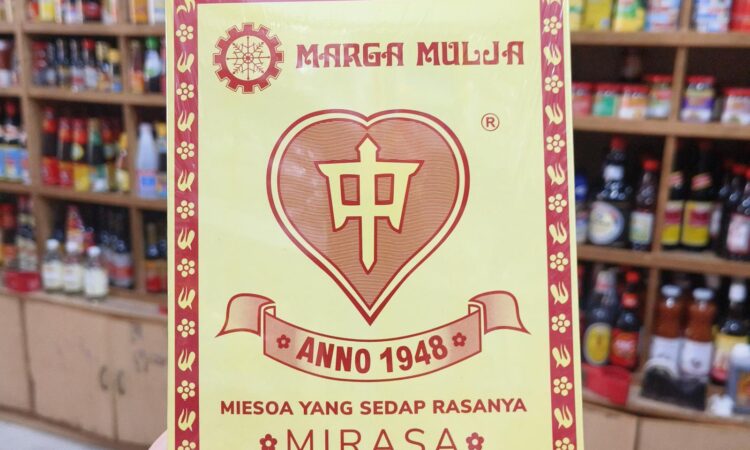 MARGA MULJA
®
中
ANNO 1948
MIESOA YANG SEDAP RASANYA
MIRASA